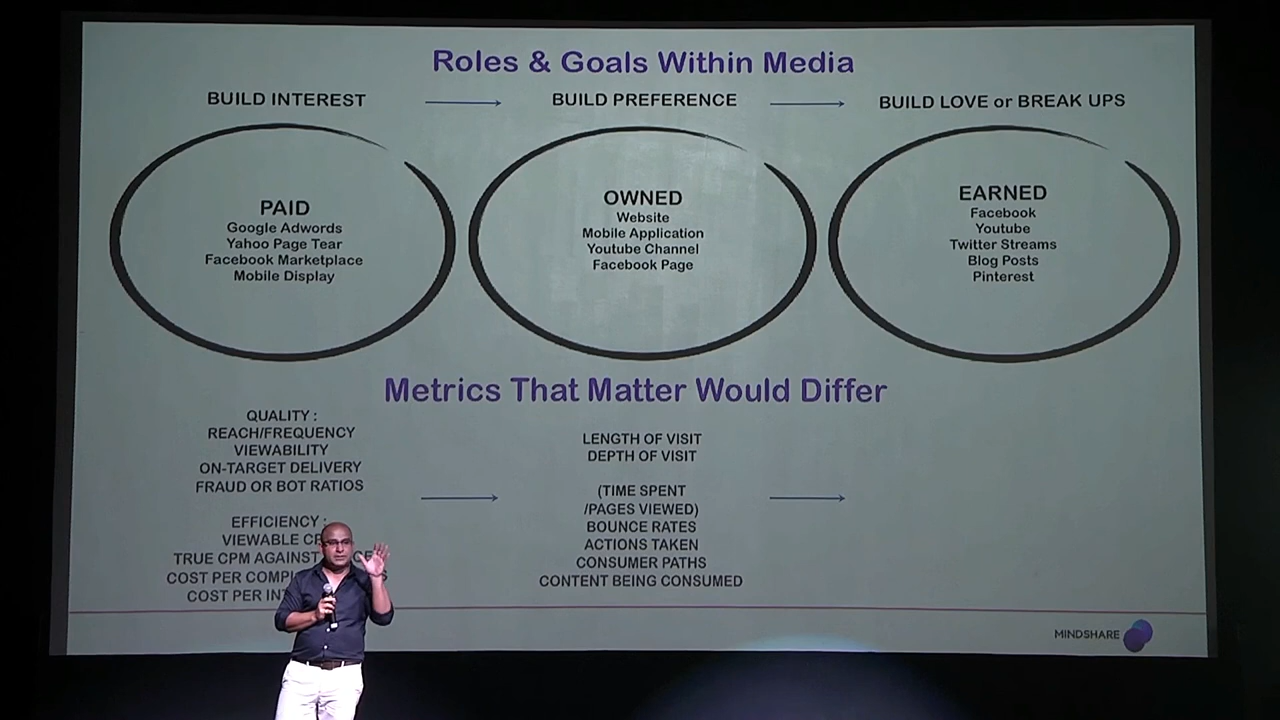 Roles & Goals Within Media
BUILD INTEREST
BUILD PREFERENCE
BUILD LOVE or BREAK UPS
PAID
Google Adwords
Yahoo Page Tear
Facebook Marketplace
Mobile Display
OWNED
Website
Mobile Application
Youtube Channel
Facebook Page
EARNED
Facebook
Youtube
Twitter Streams
Blog Posts
Pinterest
Metrics That Matter Would Differ
QUALITY :
REACH/FREQUENCY
VIEWABILITY
ON-TARGET DELIVERY
FRAUD OR BOT RATIOS
EFFICIENCY :
VIEWABLE
TRUE CPM AGAINST
COST PER
COST PER
LENGTH OF VISIT
DEPTH OF VISIT
(TIME SPENT
/PAGES VIEWED)
BOUNCE RATES
ACTIONS TAKEN
CONSUMER PATHS
CONTENT BEING CONSUMED
MINDSHARE